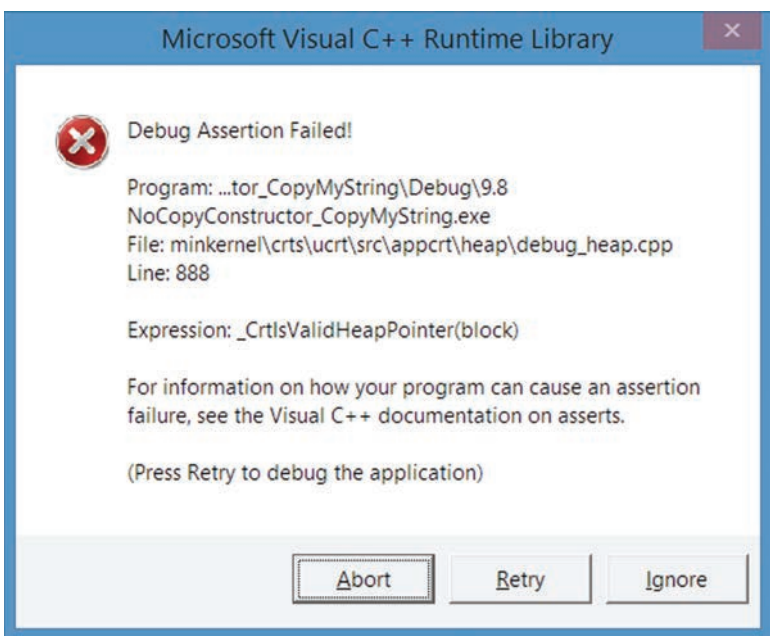 Microsoft Visual C++ Runtime Library
Debug Assertion Failed!
Program: ...tor_CopyMyString\Debug\9.8
NoCopyConstructor_CopyMyString.exe
File: minkernel\crts\ucrt\src\appcrt\heap\debug_heap.cpp
Line: 888
Expression: _CrtIsValidHeapPointer(block)
For information on how your program can cause an assertion
failure, see the Visual C++ documentation on asserts.
(Press Retry to debug the application)
Abort
Retry
Ignore